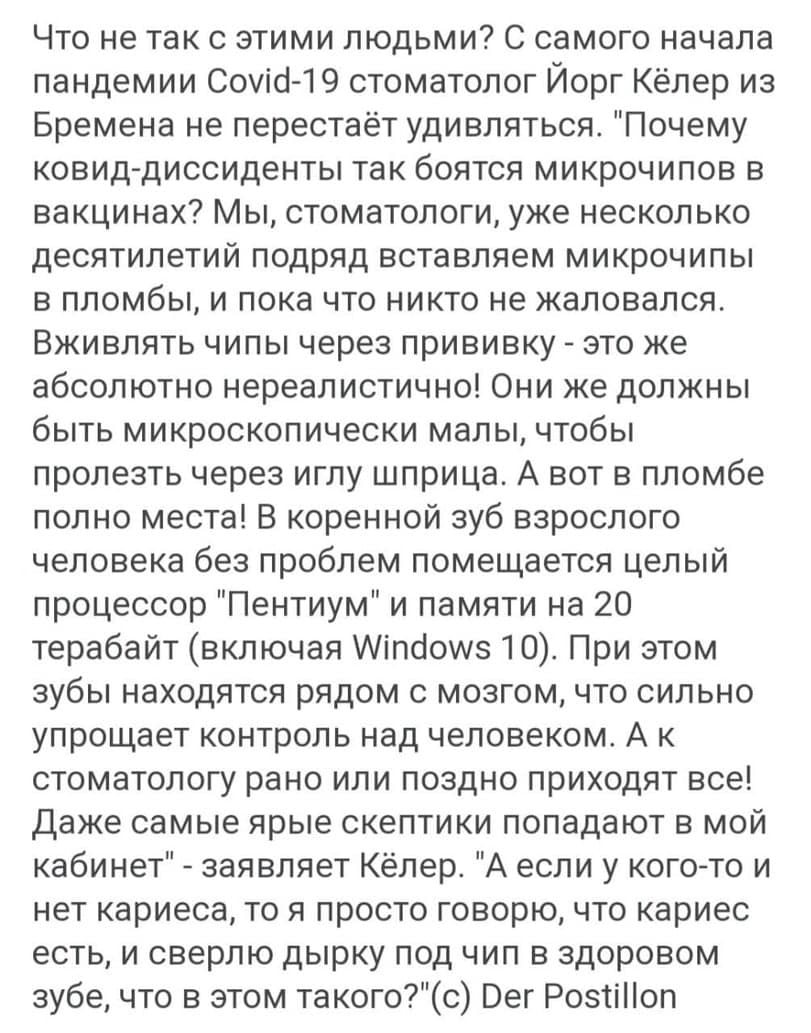 Что не так с этими людьми? С самого начала
пандемии Covid-19 стоматолог Йорг Кёлер из
Бремена не перестаёт удивляться. "Почему
ковид-диссиденты так боятся микрочипов в
вакцинах? Мы, стоматологи, уже несколько
десятилетий подряд вставляем микрочипы
в пломбы, и пока что никто не жаловался.
Вживлять чипы через прививку - это же
абсолютно нереалистично! Они же должны
быть микроскопически малы, чтобы
пролезть через иглу шприца. А вот в пломбе
полно места! В коренной зуб взрослого
человека без проблем помещается целый
процессор "Пентиум" и памяти на 20
терабайт (включая Windows 10). При этом
зубы находятся рядом с мозгом, что сильно
упрощает контроль над человеком. А к
стоматологу рано или поздно приходят все!
Даже самые ярые скептики попадают в мой
кабинет" - заявляет Кёлер. "А если у кого-то и
нет кариеса, то я просто говорю, что кариес
есть, и сверлю дырку под чип в здоровом
зубе, что в этом такого?"(c) Der Postillon